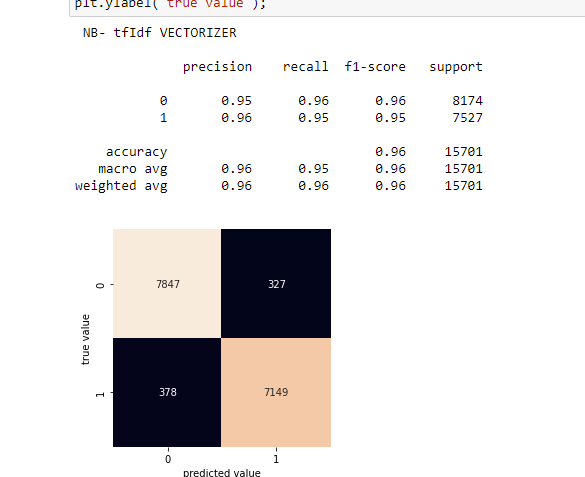 plt.ylabel('true value');
NB- tfIdf VECTORIZER
precision recall f1-score support
0 0.95 0.96 0.96 8174
1 0.96 0.95 0.95 7527
accuracy 0.96 15701
macro avg 0.96 0.95 0.96 15701
weighted avg 0.96 0.96 0.96 15701
0
7847 327
true value
1
378 7149
0 1
predicted value